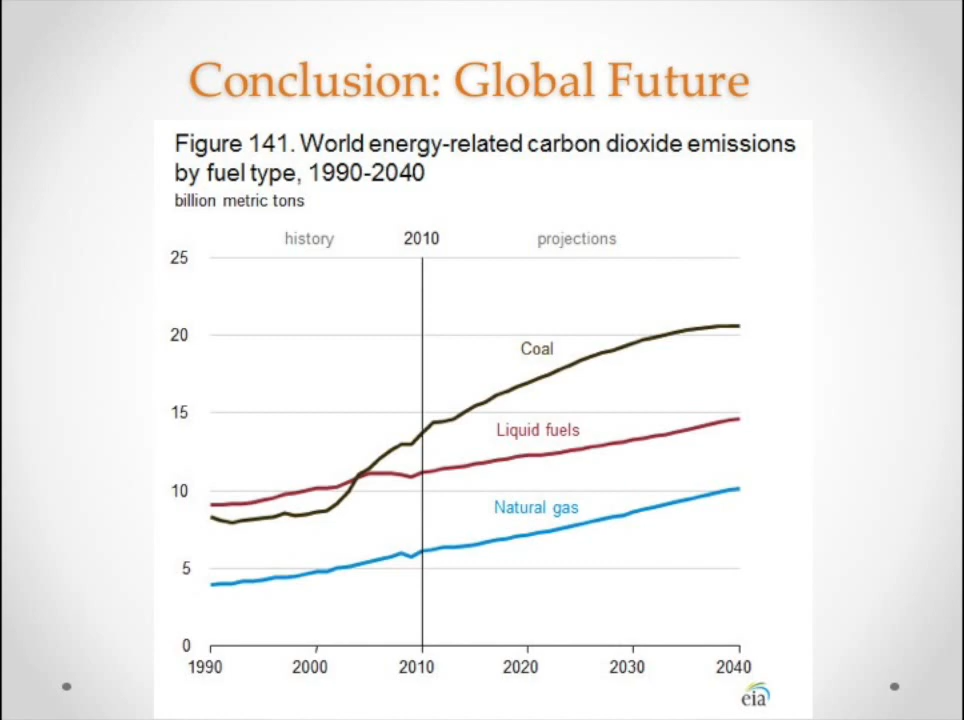 Conclusion: Global Future
Figure 141. World energy-related carbon dioxide emissions
by fuel type, 1990-2040
billion metric tons
history 2010 projections
25
20
Coal
15
Liquid fuels
10
Natural gas
5
0
1990 2000 2010 2020 2030 2040
eia